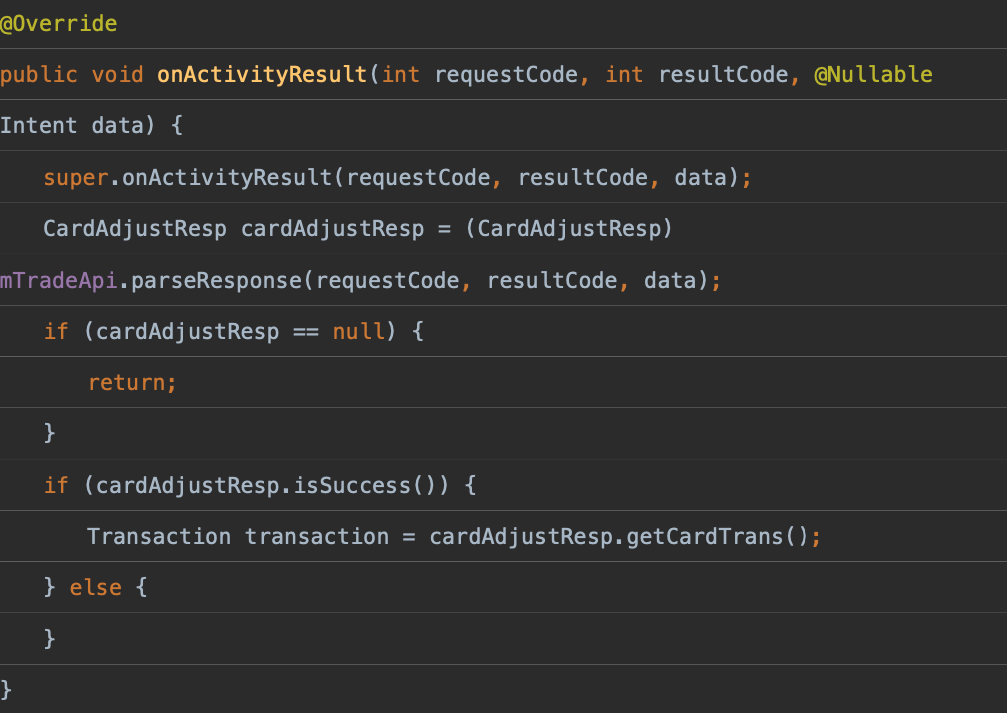 @Override
public void onActivityResult(int requestCode, int resultCode, @Nullable
Intent data) {
super.onActivityResult(requestCode, resultCode, data);
CardAdjustResp cardAdjustResp = (CardAdjustResp)
mTradeApi.parseResponse(requestCode, resultCode, data);
if (cardAdjustResp == null) {
return;
}
if (cardAdjustResp.isSuccess()) {
Transaction transaction = cardAdjustResp.getCardTrans();
} else {
}
}